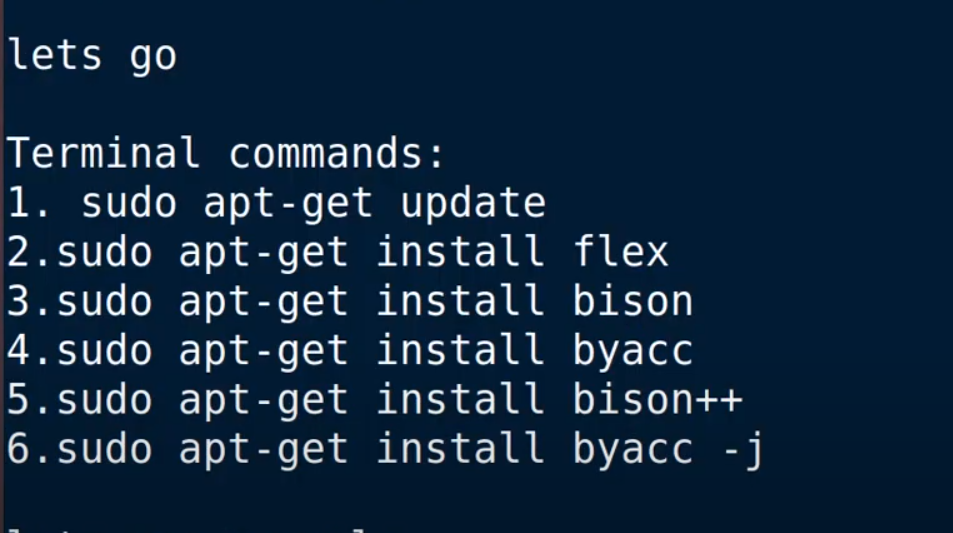 lets go
Terminal commands:
1. sudo apt-get update
2.sudo apt-get install flex
3.sudo apt-get install bison
4.sudo apt-get install byacc
5.sudo apt-get install bison++
6.sudo apt-get install byacc -j